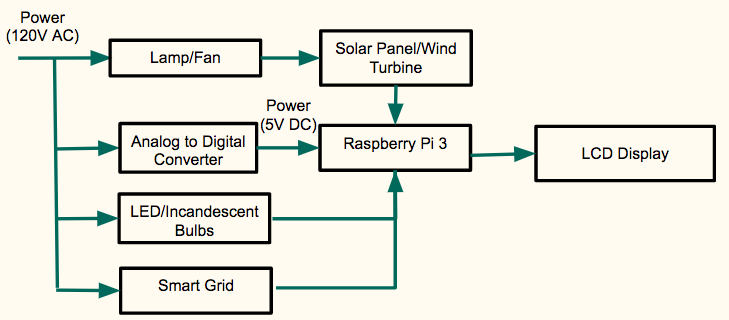 Power
(120V AC)
Lamp/Fan
Solar Panel/Wind
Turbine
Power
(5V DC)
Analog to Digital
Converter
Raspberry Pi 3
LCD Display
LED/Incandescent
Bulbs
Smart Grid